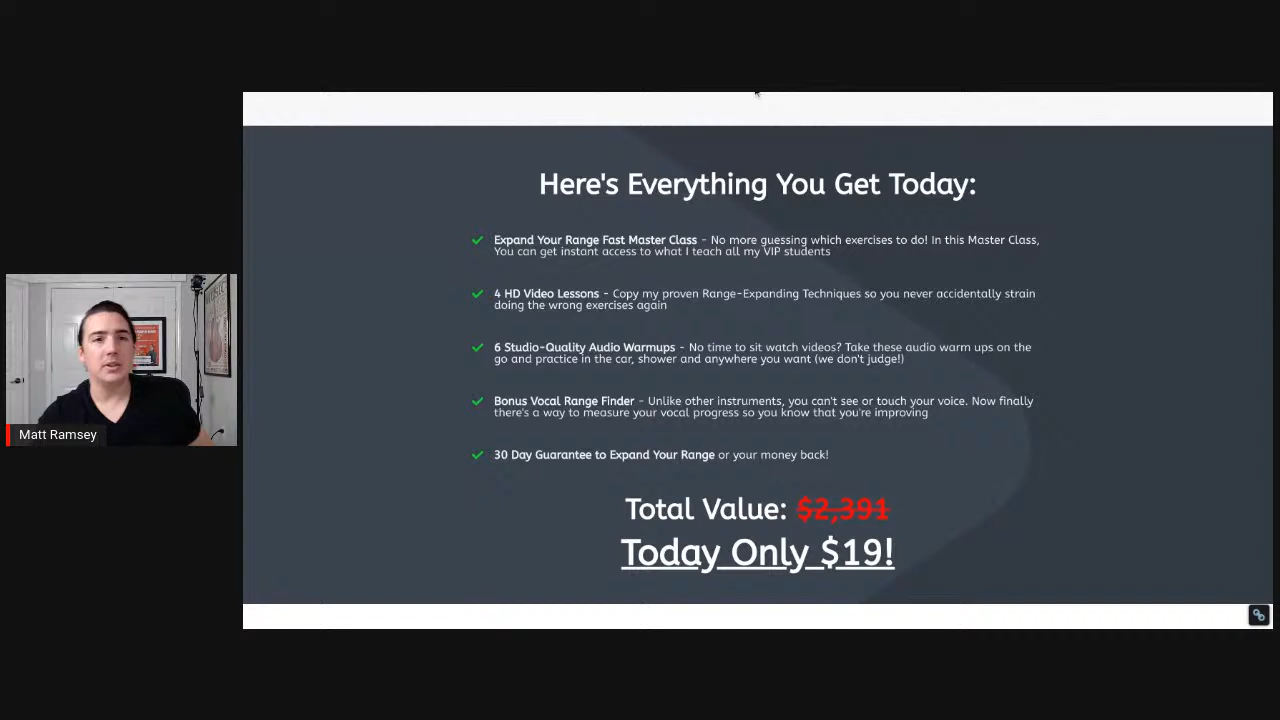 Here's Everything You Get Today:
Expand Your Range Fast Master Class - No more guessing which exercises to do! In this Master Class,
You can get instant access to what I teach all my VIP students
4 HD Video Lessons - Copy my proven Range-Expanding Techniques so you never accidentally strain
doing the wrong exercises again
6 Studio-Quality Audio Warmups - No time to sit watch videos? Take these audio warm ups on the
go and practice in the car, shower and anywhere you want (we don't judge!)
Bonus Vocal Range Finder - Unlike other instruments, you can't see or touch your voice. Now finally
there's a way to measure your vocal progress so you know that you're improving
30 Day Guarantee to Expand Your Range or your money back!
Total Value: $2,391
Today Only $19!
Matt Ramsey